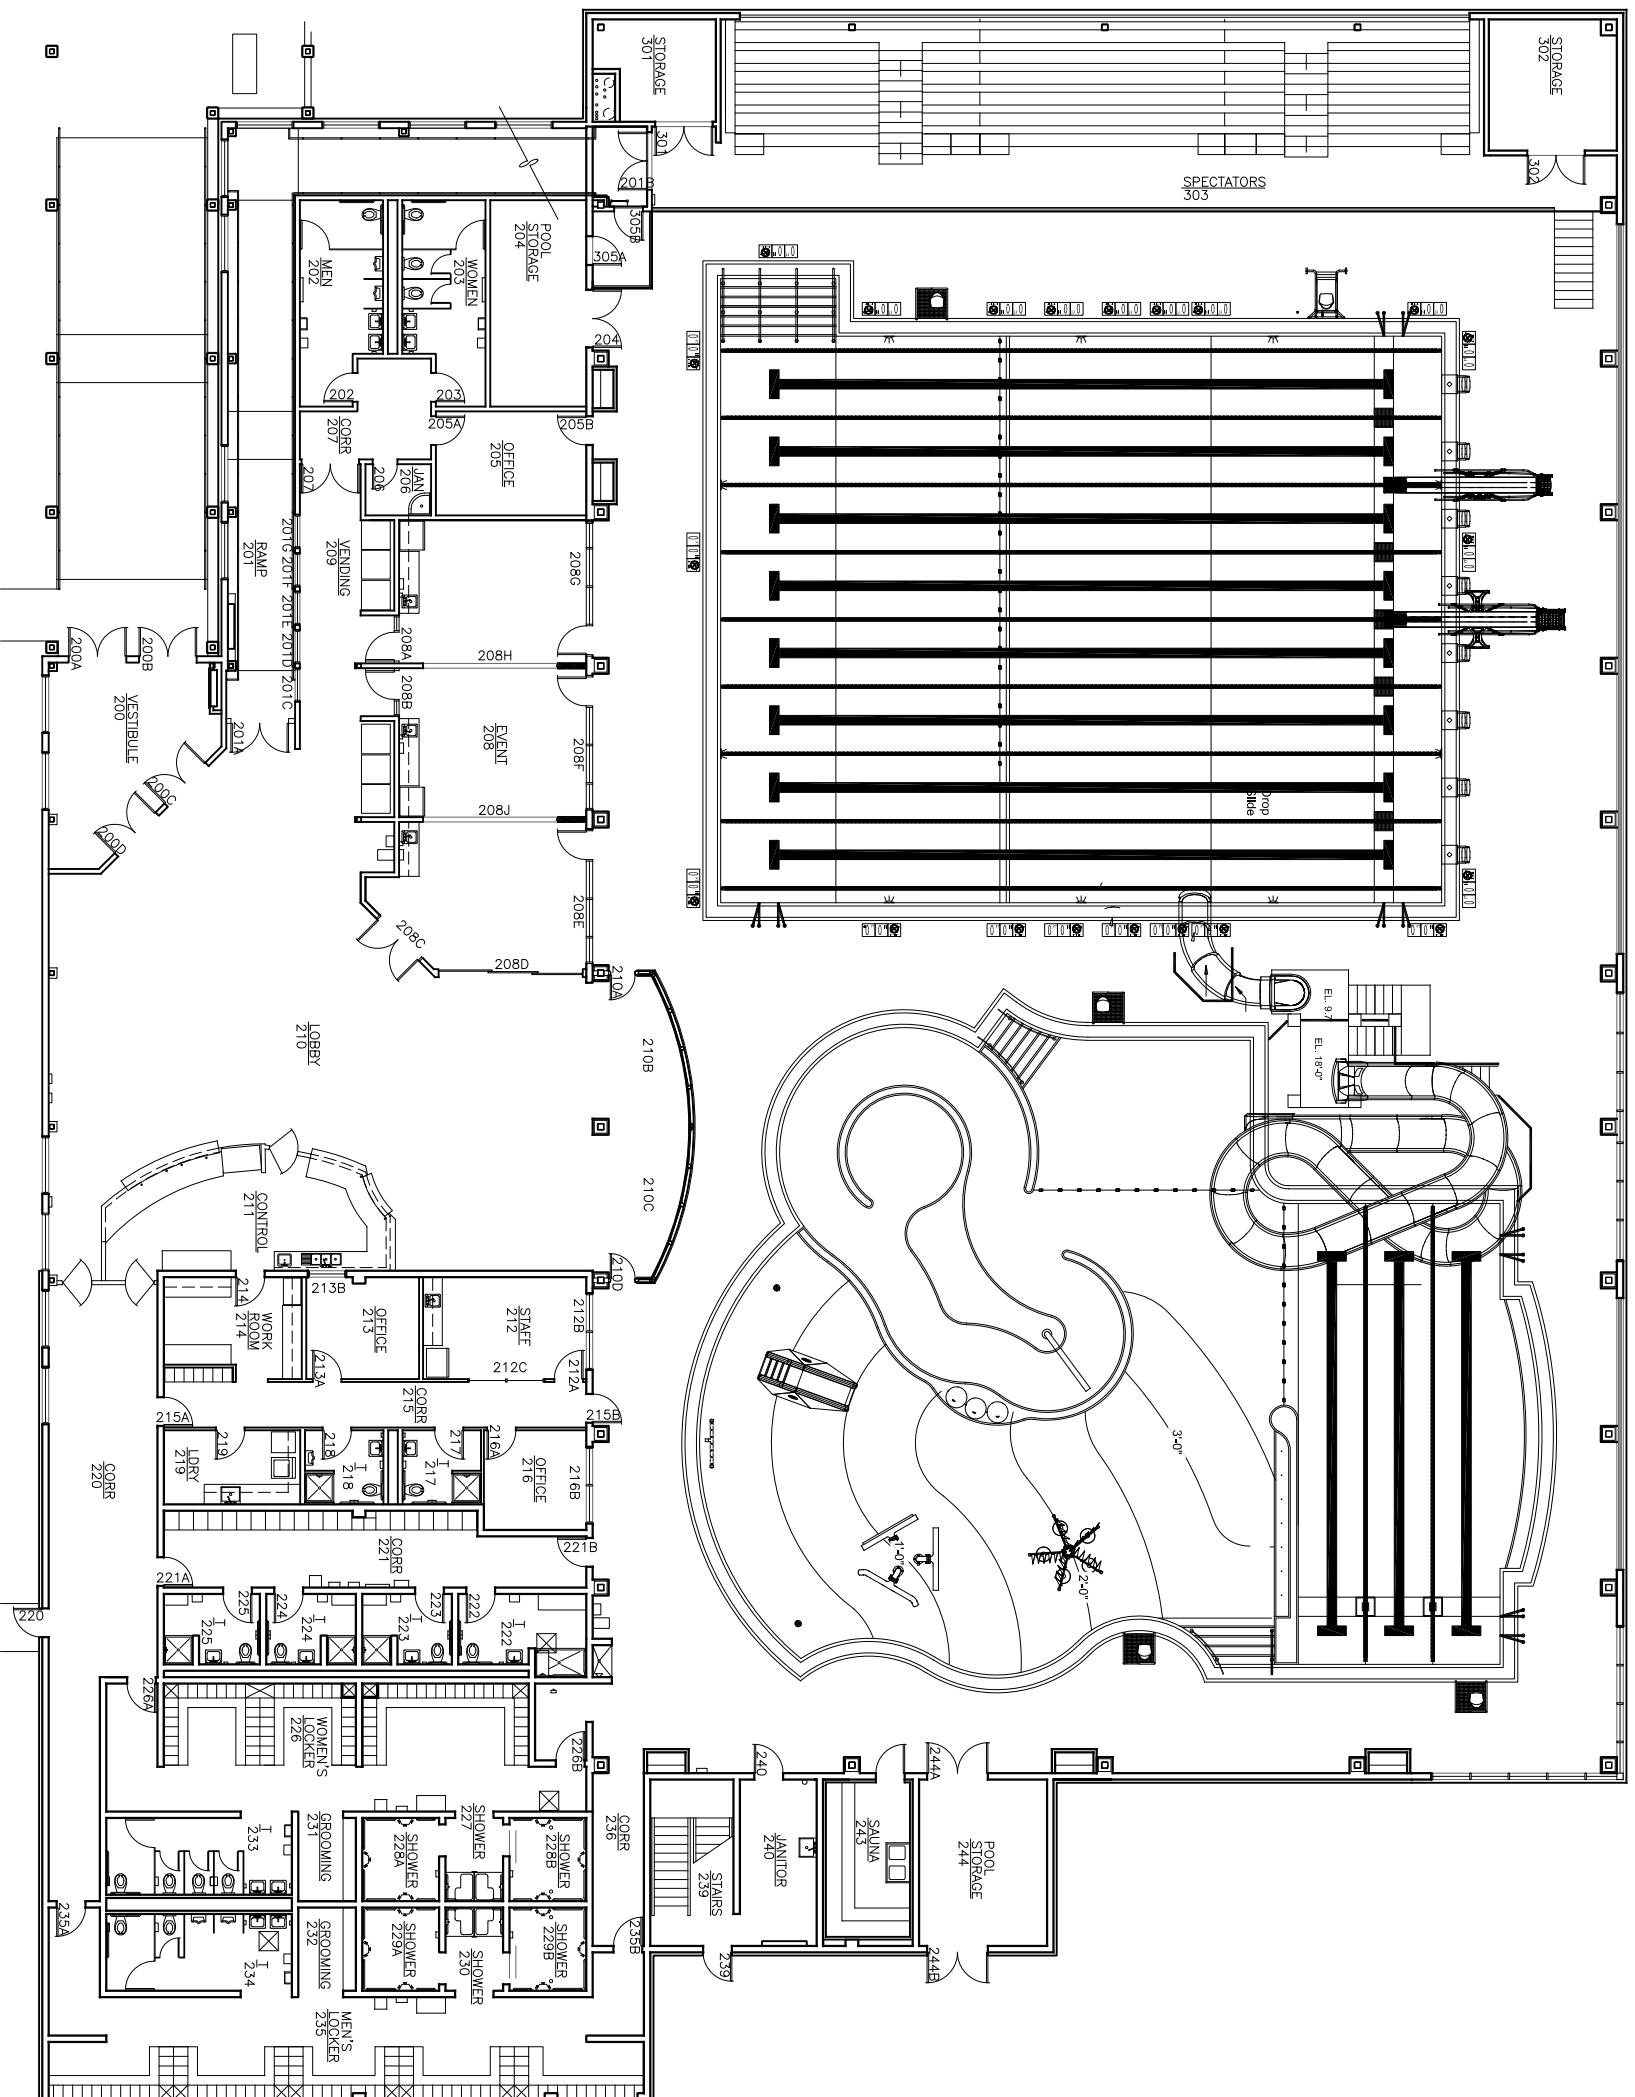 STORAGE
301
STORAGE
302
301
302
201B
305B
305A
SPECTATORS
303
POOL
STORAGE
204
WOMEN
203
MEN
202
204
202
203
205A
205B
CORR
207
OFFICE
205
JAN
206
206
207
VENDING
209
RAMP
201
201G
201F
201E
201D
201C
201A
208G
208A
208H
208B
EVENT
208
208F
208J
208E
208C
208D
200A
200B
VESTIBULE
200
200C
200D
Drop
Slide
EL. 9.7
EL. 18'-0"
210A
210B
LOBBY
210
210C
210D
CONTROL
211
213B
214
WORK
ROOM
214
OFFICE
213
STAFF
212
212B
212C
212A
213A
CORR
215
215A
215B
219
LDRY
219
218
T
218
217
T
217
216A
OFFICE
216
216B
CORR
220
220
CORR
221
221A
221B
225
T
225
224
T
224
223
T
223
222
T
222
3'-0"
1'-0"
2'-0"
226A
WOMEN'S
LOCKER
226
226B
240
244A
T
233
GROOMING
231
SHOWER
227
SHOWER
228A
SHOWER
228B
CORR
236
STAIRS
239
JANITOR
240
SAUNA
243
POOL
STORAGE
244
235A
T
234
GROOMING
232
SHOWER
229A
SHOWER
230
SHOWER
229B
235B
239
244B
MEN'S
LOCKER
235